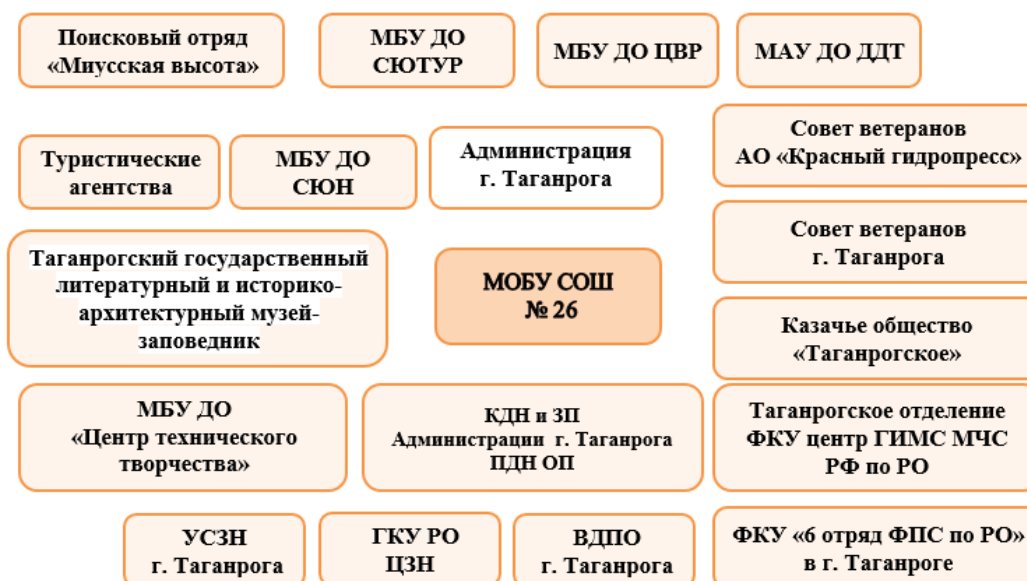 Поисковый отряд
«Миусская высота»
МБУ ДО
СЮТУР
МБУ ДО ЦВР
МАУ ДО ДДТ
Совет ветеранов
АО «Красный гидропресс»
Туристические
агентства
МБУ ДО
СЮН
Администрация
г. Таганрога
Совет ветеранов
г. Таганрога
Таганрогский государственный
литературный и историко-
архитектурный музей-
заповедник
МОБУ СОШ
№ 26
Казачье общество
«Таганрогское»
МБУ ДО
«Центр технического
творчества»
КДН и ЗП
Администрации г. Таганрога
ПДН ОП
Таганрогское отделение
ФКУ центр ГИМС МЧС
РФ по РО
УСЗН
г. Таганрога
ГКУ РО
ЦЗН
ВДПО
г. Таганрога
ФКУ «6 отряд ФПС по РО»
в г. Таганроге